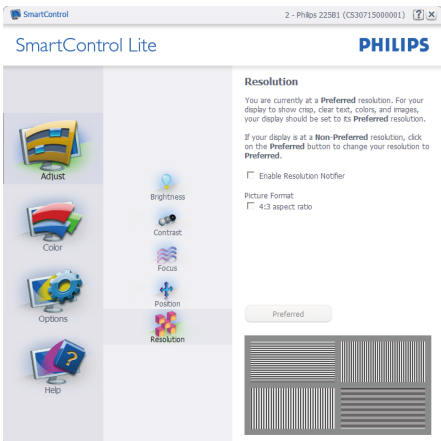 SmartControl
2 - Philips 225B1 (CS30715000001)
SmartControl Lite
PHILIPS
Adjust
Color
Options
Help
Brightness
Contrast
Focus
Position
Resolution
Resolution
You are currently at a Preferred resolution. For your
display to show crisp, clear text, colors, and images,
your display should be set to its Preferred resolution.
If your display is at a Non-Preferred resolution, click
on the Preferred button to change your resolution to
Preferred.
Enable Resolution Notifier
Picture Format
4:3 aspect ratio
Preferred